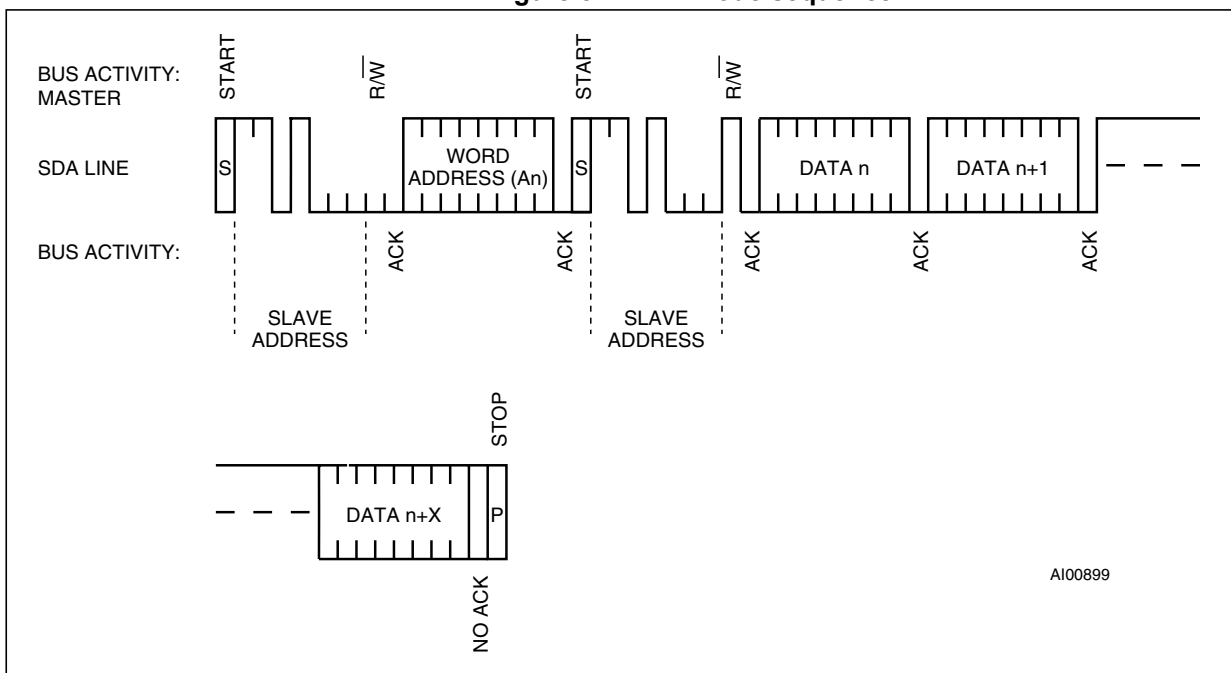 START
R/W
START
R/W
BUS ACTIVITY:
MASTER
SDA LINE
S
WORD
ADDRESS (An)
S
DATA n
DATA n+1
BUS ACTIVITY:
ACK
ACK
ACK
ACK
ACK
SLAVE
ADDRESS
SLAVE
ADDRESS
STOP
DATA n+X
P
NO ACK
AI00899